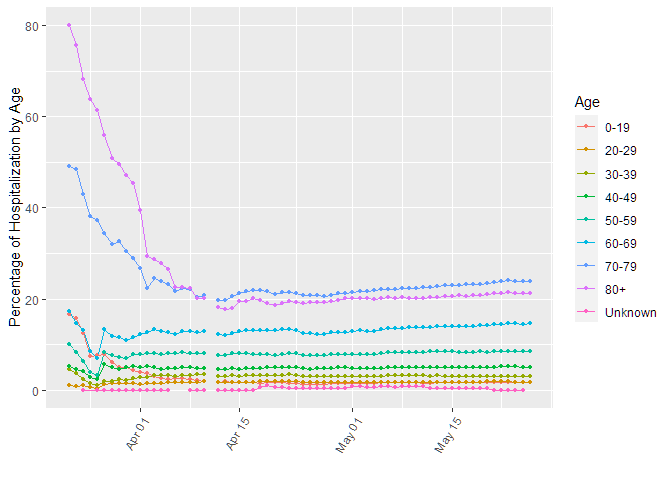 Percentage of Hospitalization by Age
80
60
40
20
0
Apr 01
Apr 15
May 01
May 15
Age
0-19
20-29
30-39
40-49
50-59
60-69
70-79
80+
Unknown